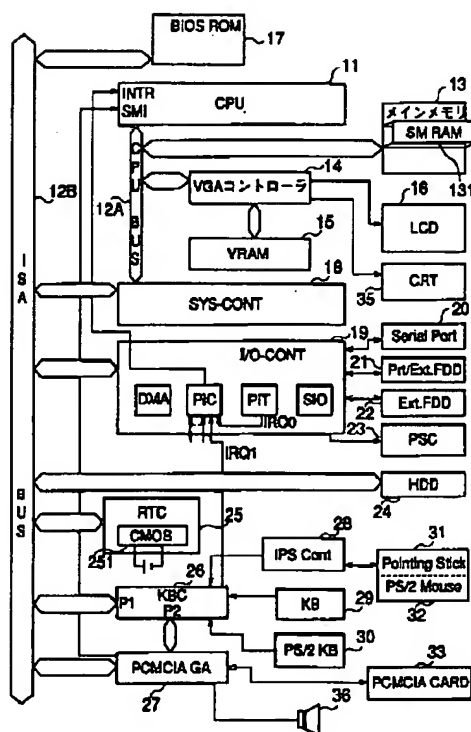 BIOS ROM
17
11
INTR
SMI
CPU
13
メインメモリ
SM RAM
131
12B
CPU BUS
12A
14
VGAコントローラ
15
VRAM
16
LCD
CRT
35
18
SYS-CONT
ISA BUS
19
I/O-CONT
DMA
PIC
PIT
SIO
IRQ0
IRQ1
20
Serial Port
21
Prt/Ext.FDD
Ext.FDD
22
23
PSC
HDD
24
RTC
CMOS
251
25
28
IPS Cont
31
Pointing Stick
PS/2 Mouse
32
26
P1
KBC
P2
KB
29
PS/2 KB
30
PCMCIA GA
27
33
PCMCIA CARD
36